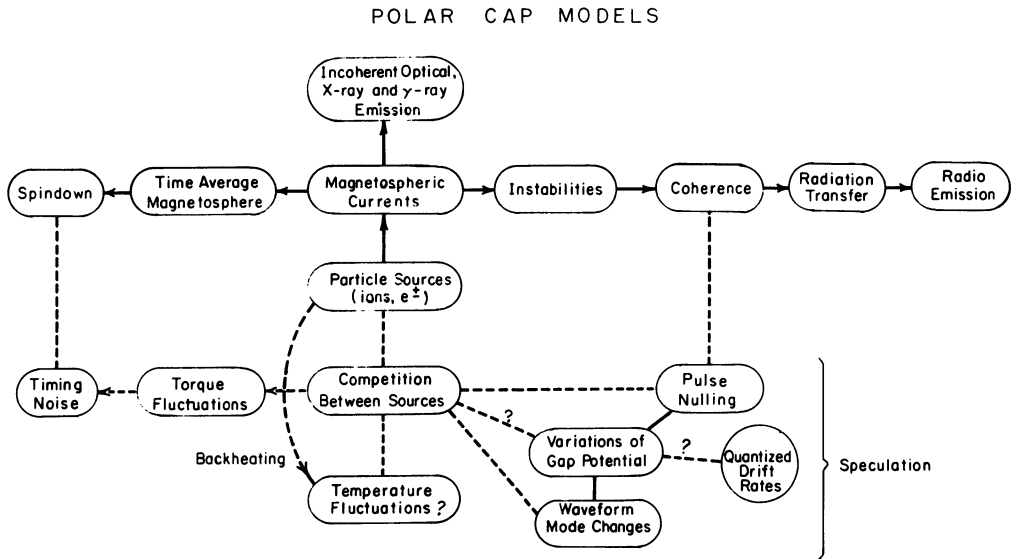 POLAR CAP MODELS
Incoherent Optical,
X-ray and γ-ray
Emission
Spindown
Time Average
Magnetosphere
Magnetospheric
Currents
Instabilities
Coherence
Radiation
Transfer
Radio
Emission
Particle Sources
(ions, e±)
Timing
Noise
Torque
Fluctuations
Competition
Between Sources
Pulse
Nulling
?
Variations of
Gap Potential
?
Quantized
Drift
Rates
Speculation
Backheating
Temperature
Fluctuations ?
Waveform
Mode Changes